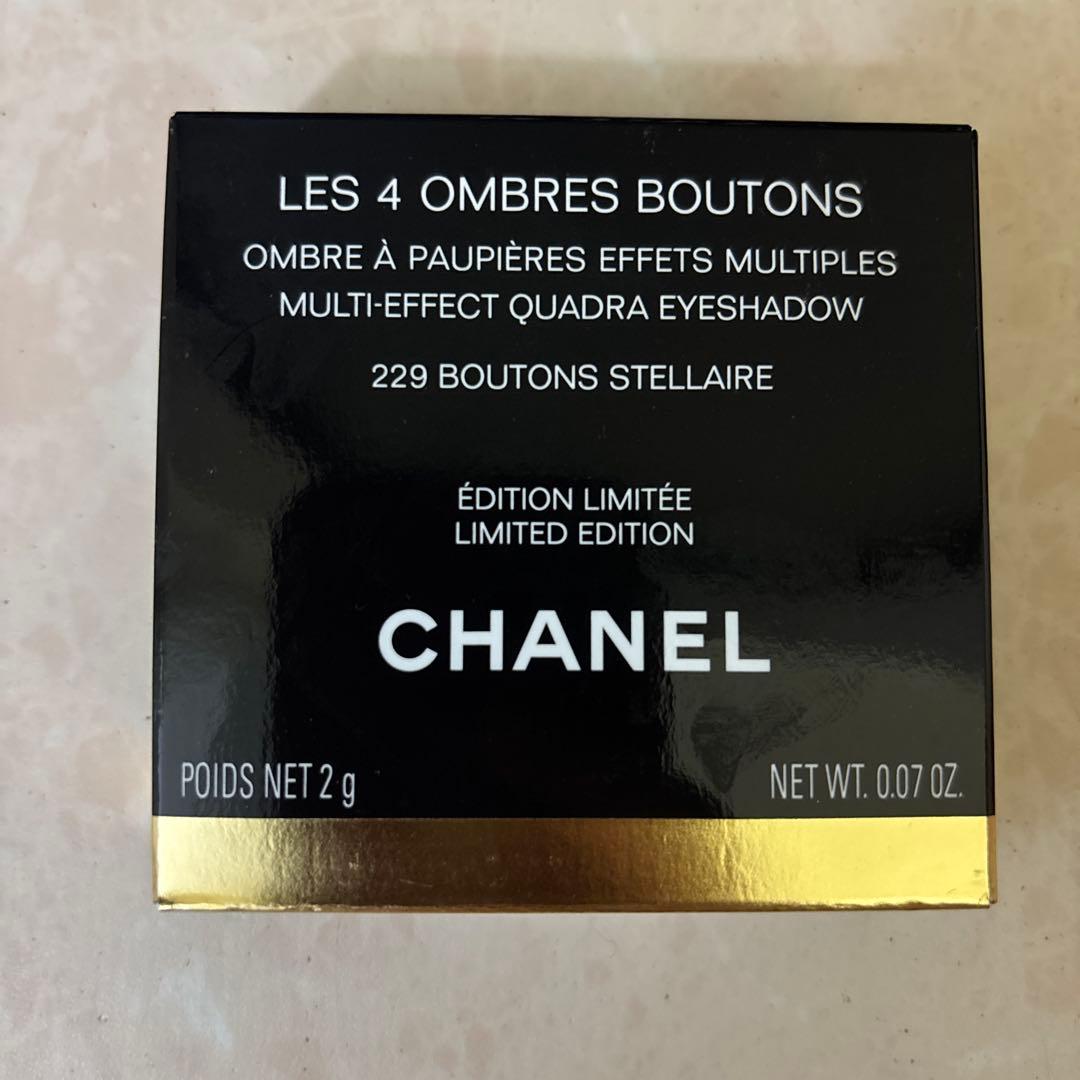 LES 4 OMBRES BOUTONS
OMBRE À PAUPIÈRES EFFETS MULTIPLES
MULTI-EFFECT QUADRA EYESHADOW
229 BOUTONS STELLAIRE
ÉDITION LIMITÉE
LIMITED EDITION
CHANEL
POIDS NET 2 g
NET WT. 0.07 OZ.